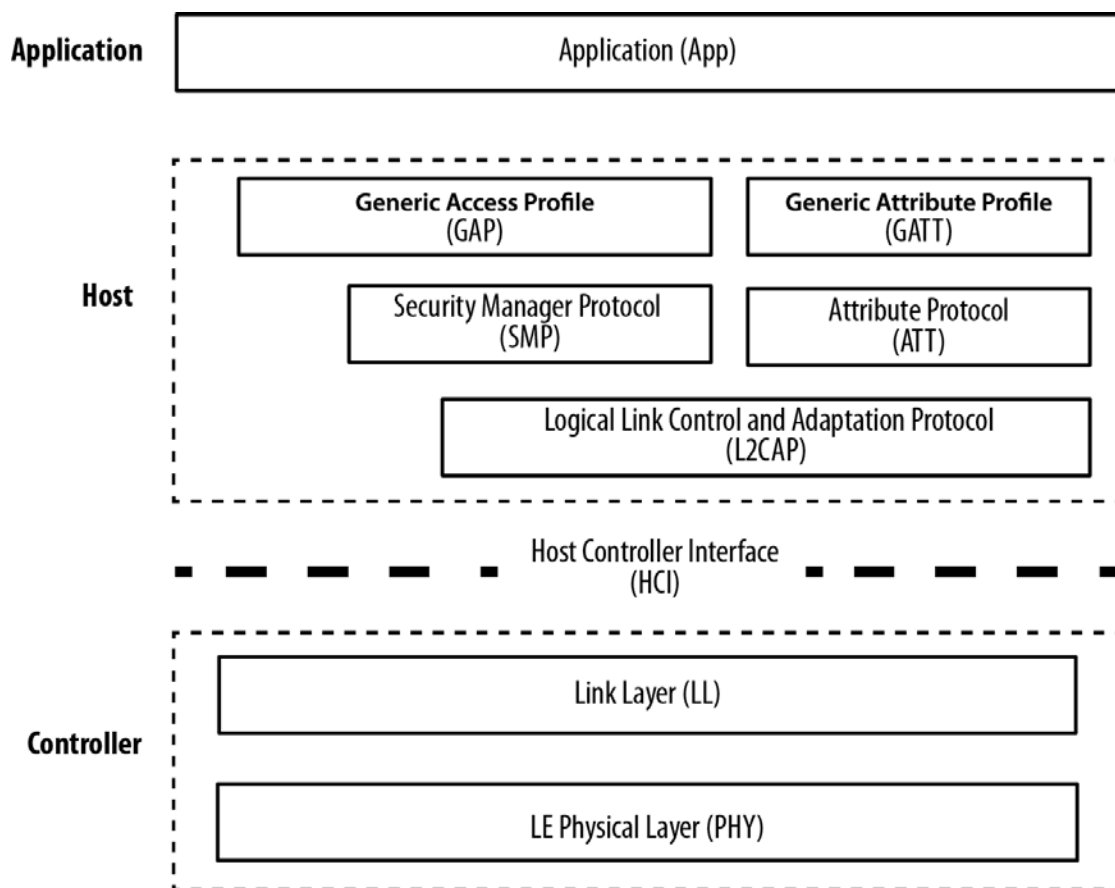 Application
Application (App)
Host
Generic Access Profile
(GAP)
Generic Attribute Profile
(GATT)
Security Manager Protocol
(SMP)
Attribute Protocol
(ATT)
Logical Link Control and Adaptation Protocol
(L2CAP)
Host Controller Interface
(HCI)
Controller
Link Layer (LL)
LE Physical Layer (PHY)